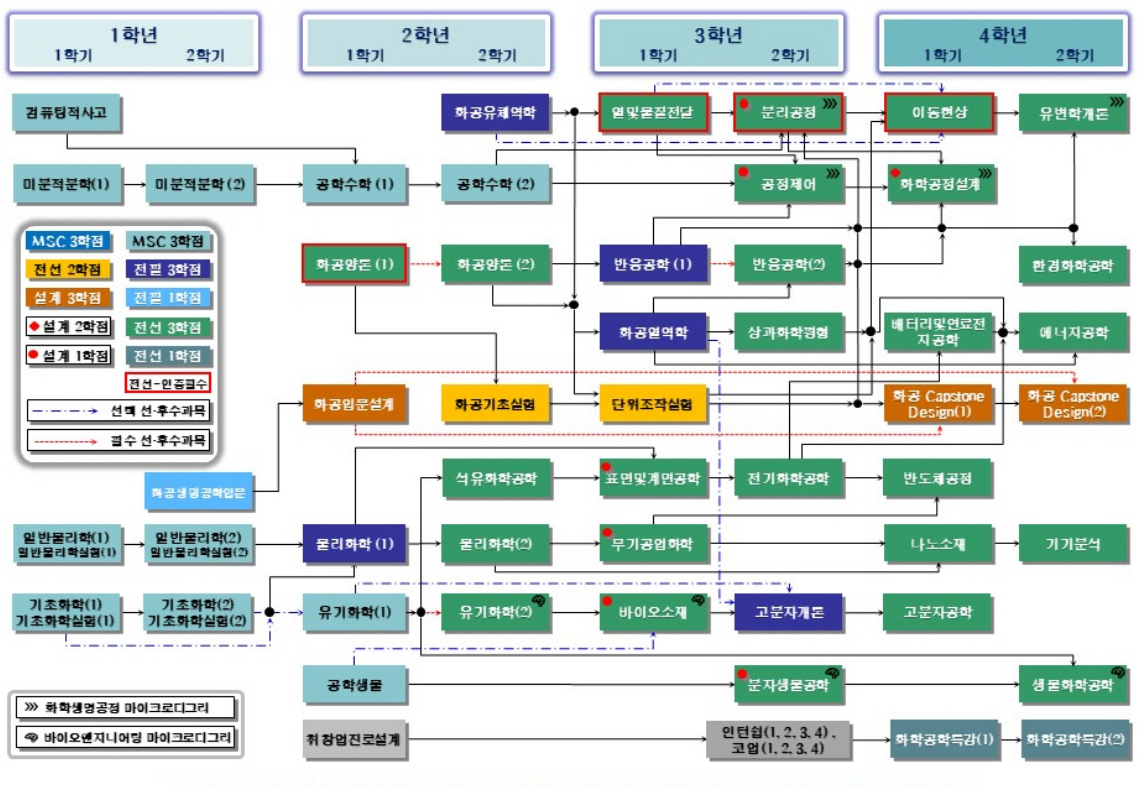 1학년
1학기 2학기
2학년
1학기 2학기
3학년
1학기 2학기
4학년
1학기 2학기
컴퓨팅적사고
화공유체역학
열및물질전달
분리공정
이동현상
유변학개론
미분적분학(1)
미분적분학(2)
공학수학 (1)
공학수학 (2)
공정제어
화학공정설계
MSC 3학점
MSC 3학점
전선 2학점
전필 3학점
설계 3학점
전필 1학점
설계 2학점
전선 3학점
설계 1학점
전선 1학점
전선-인증필수
선택 선·후수과목
필수 선·후수과목
화공양론 (1)
화공양론 (2)
반응공학 (1)
반응공학(2)
환경화학공학
화공열역학
상과화학평형
배터리및연료전
지공학
에너지공학
화공입문설계
화공기초실험
단위조작실험
화공 Capstone
Design(1)
화공 Capstone
Design(2)
화공생명공학입문
석유화학공학
표면및계면공학
전기화학공학
반도체공정
일반물리학(1)
일반물리학실험(1)
일반물리학(2)
일반물리학실험(2)
물리화학 (1)
물리화학(2)
무기공업화학
나노소재
기기분석
기초화학(1)
기초화학실험(1)
기초화학(2)
기초화학실험(2)
유기화학(1)
유기화학(2)
바이오소재
고분자개론
고분자공학
공학생물
분자생물공학
생물화학공학
화학생명공정 마이크로디그리
바이오엔지니어링 마이크로디그리
취창업진로설계
인턴쉽(1, 2, 3, 4) ,
코업(1, 2, 3, 4)
화학공학특강(1)
화학공학특강(2)